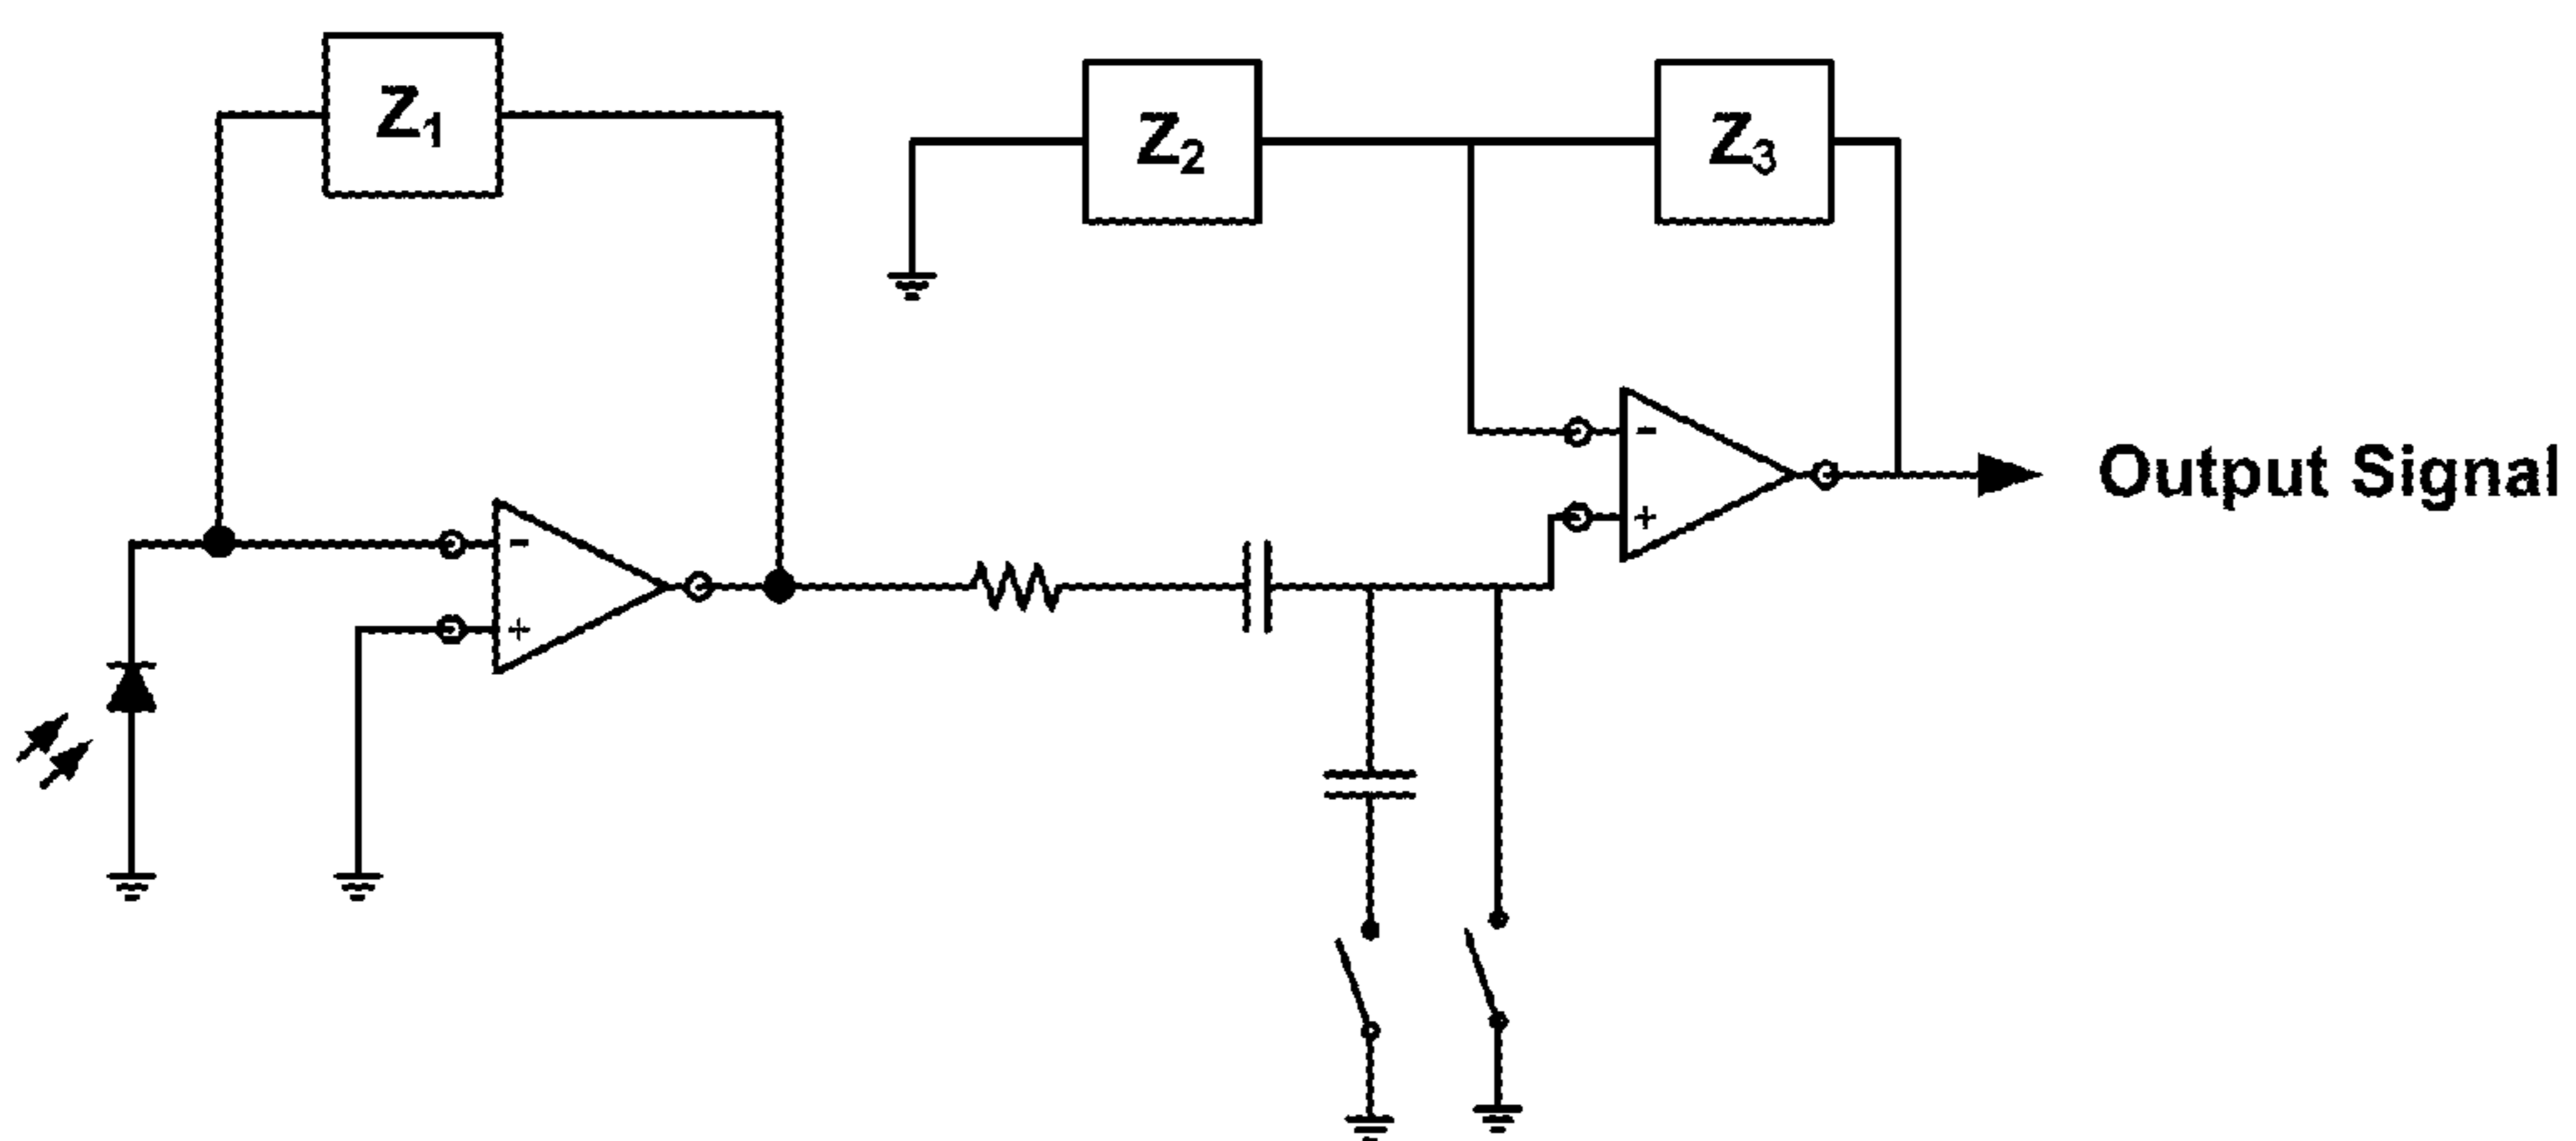 Z1
Z2
Z3
-
+
-
+
Output Signal